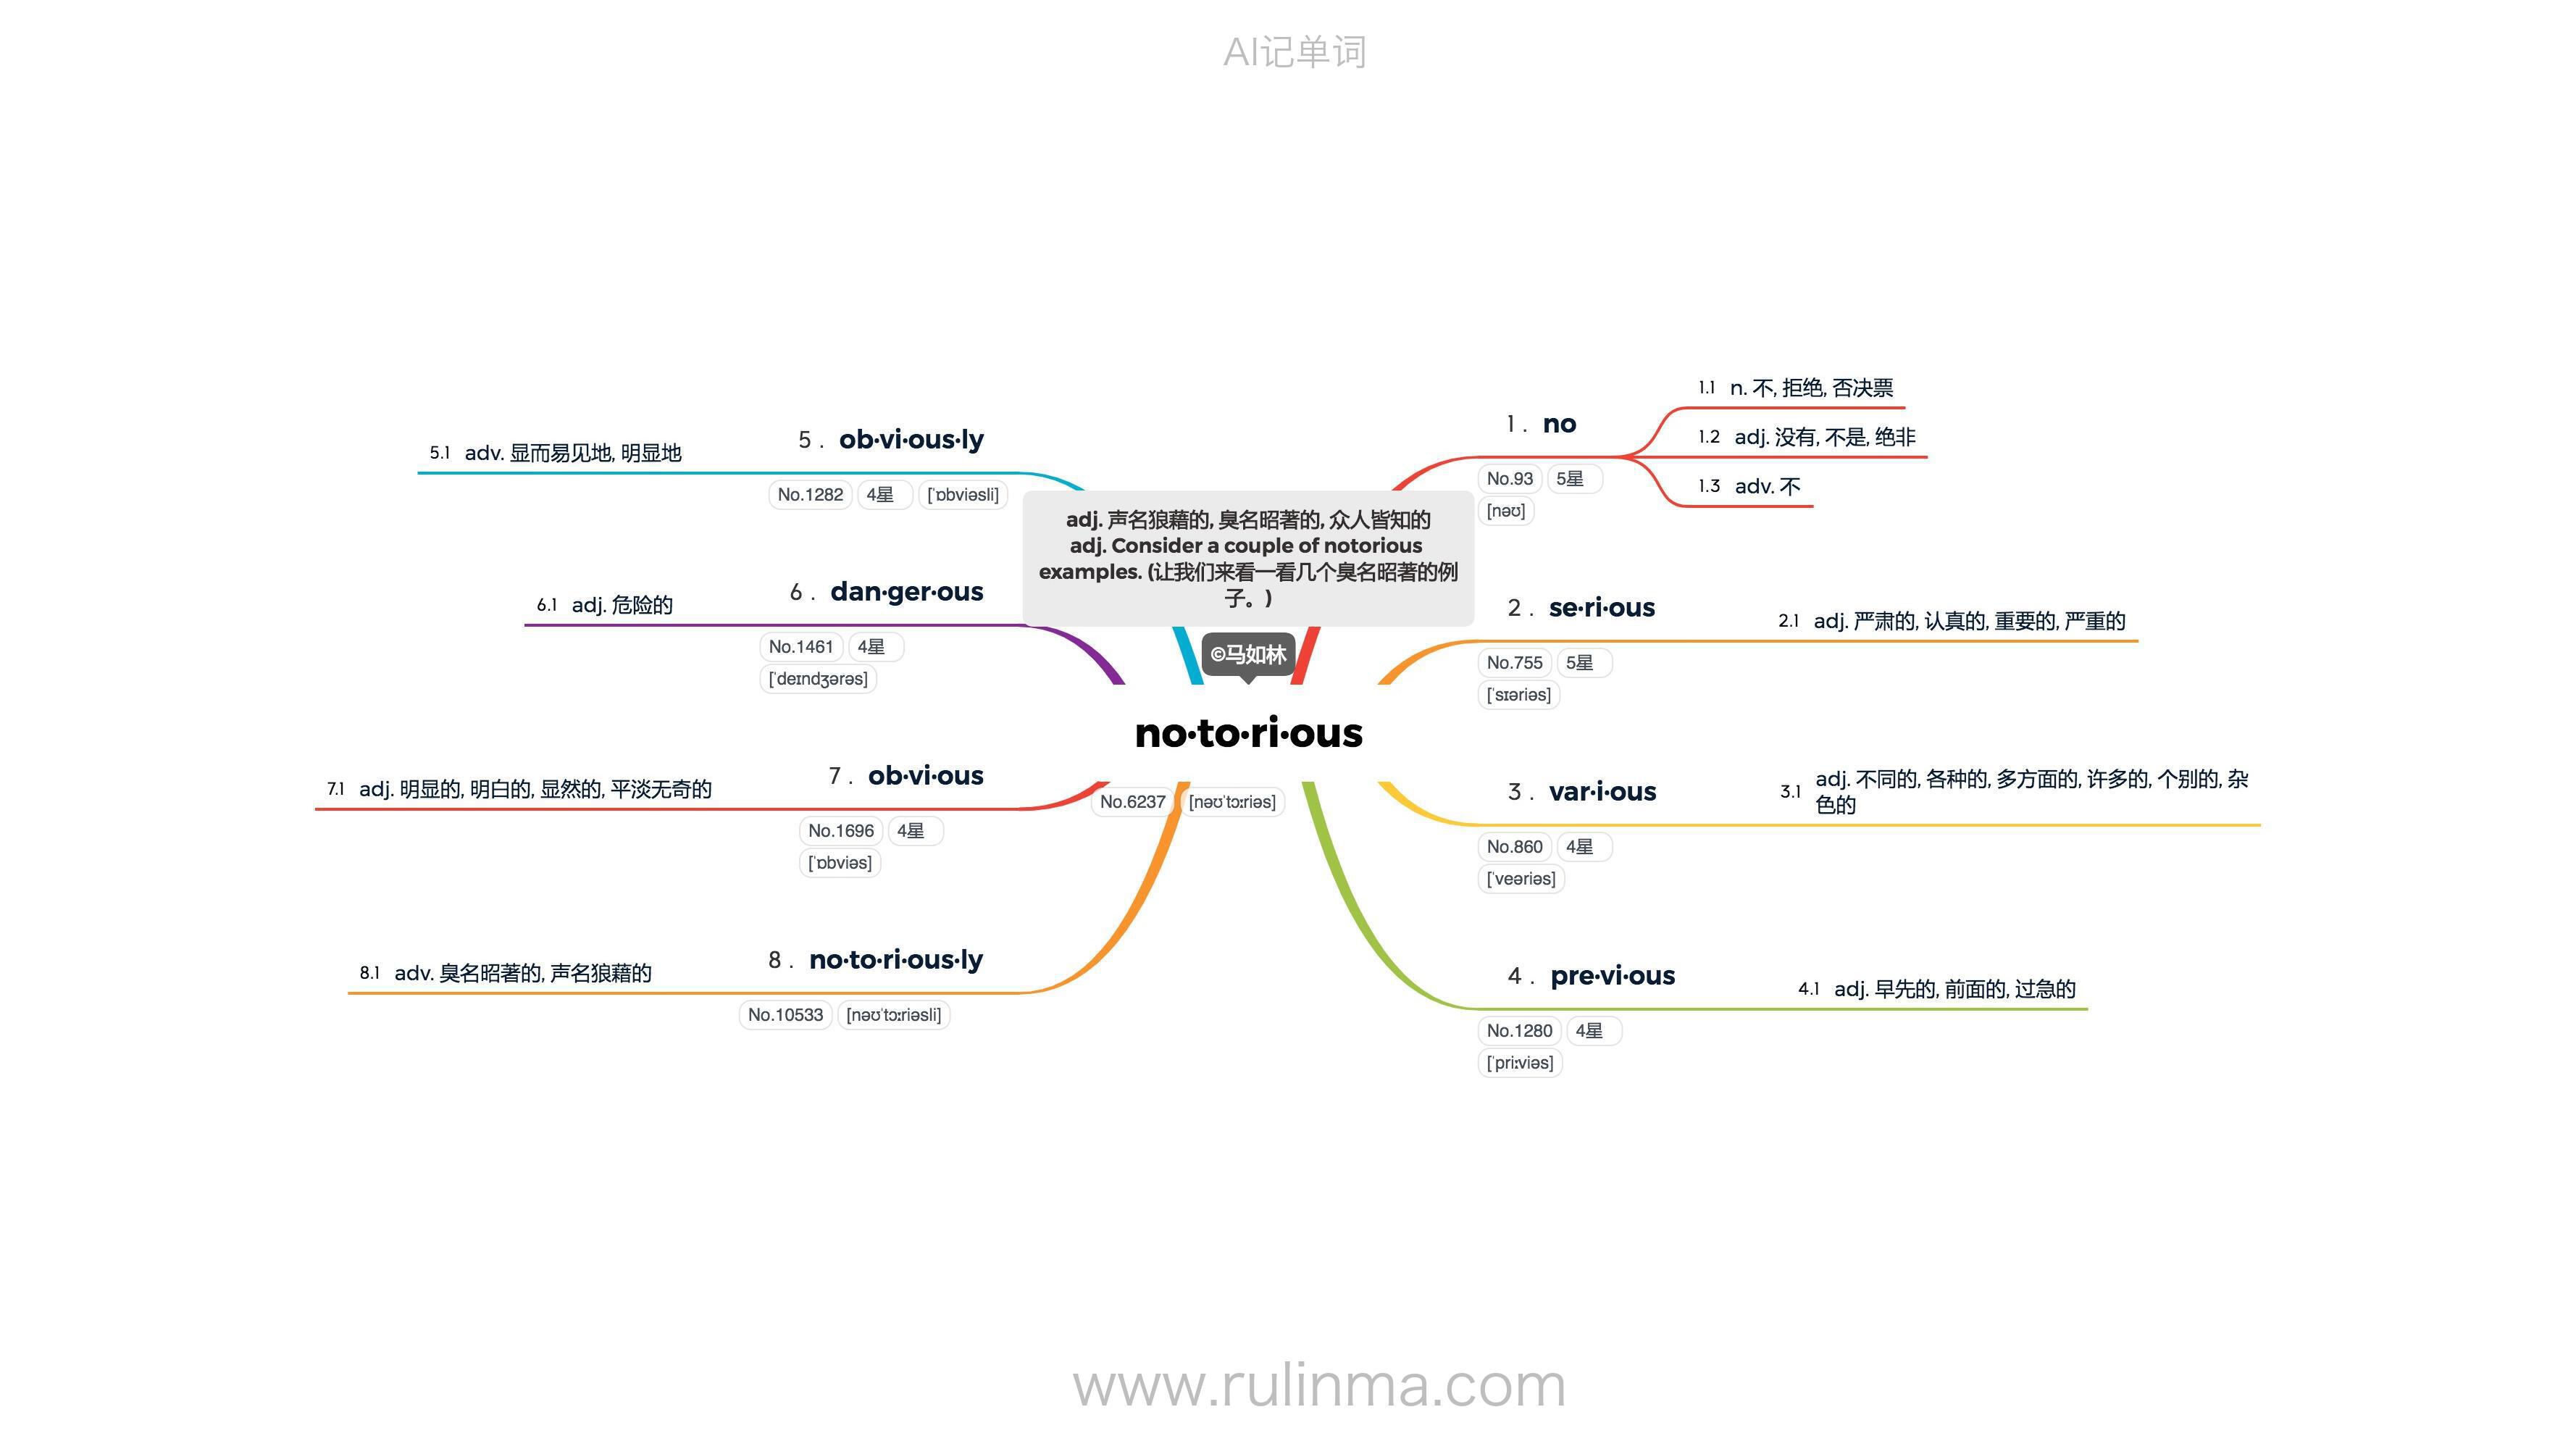 AI记单词
adj. 声名狼藉的, 臭名昭著的, 众人皆知的
adj. Consider a couple of notorious
examples. (让我们来看一看几个臭名昭著的例
子。)
©马如林
no·to·ri·ous
No.6237 [nəʊˈtɔːriəs]
1 . no
No.93 5星
[nəʊ]
1.1 n. 不, 拒绝, 否决票
1.2 adj. 没有, 不是, 绝非
1.3 adv. 不
2 . se·ri·ous
No.755 5星
[ˈsɪəriəs]
2.1 adj. 严肃的, 认真的, 重要的, 严重的
3 . var·i·ous
No.860 4星
[ˈveəriəs]
3.1 adj. 不同的, 各种的, 多方面的, 许多的, 个别的, 杂
色的
4 . pre·vi·ous
No.1280 4星
[ˈpriːviəs]
4.1 adj. 早先的, 前面的, 过急的
5 . ob·vi·ous·ly
No.1282 4星 [ˈɒbviəsli]
5.1 adv. 显而易见地, 明显地
6 . dan·ger·ous
No.1461 4星
[ˈdeɪndʒərəs]
6.1 adj. 危险的
7 . ob·vi·ous
No.1696 4星
[ˈɒbviəs]
7.1 adj. 明显的, 明白的, 显然的, 平淡无奇的
8 . no·to·ri·ous·ly
No.10533 [nəʊˈtɔːriəsli]
8.1 adv. 臭名昭著的, 声名狼藉的
www.rulinma.com